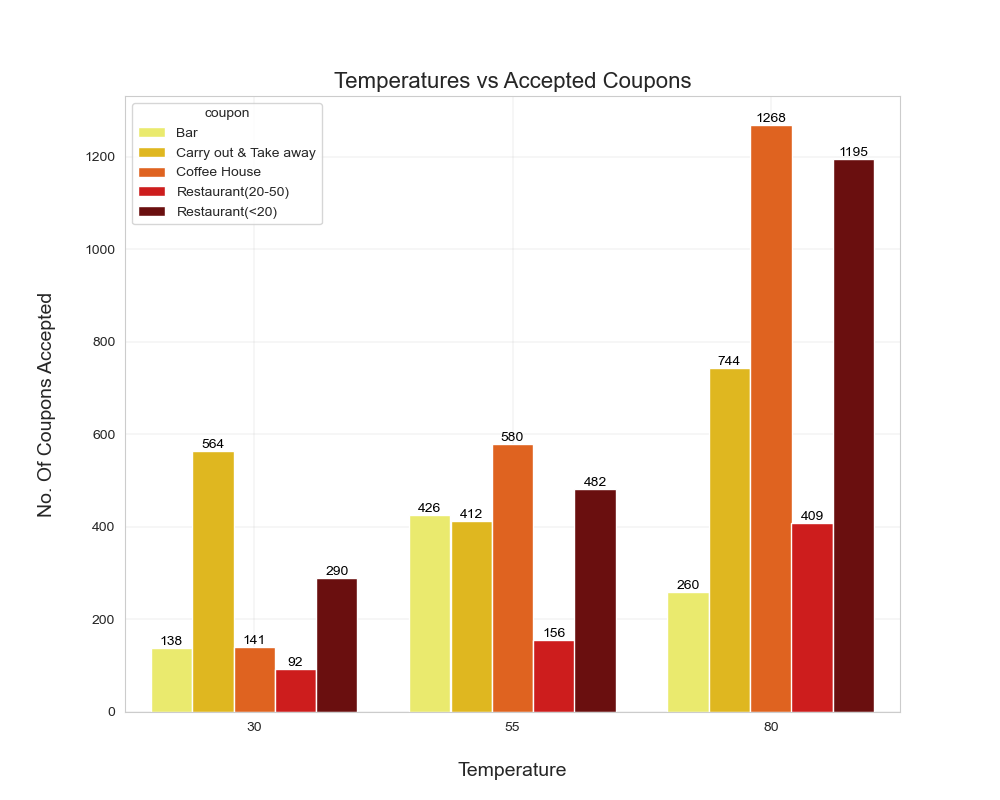 Temperatures vs Accepted Coupons
coupon
Bar
Carry out & Take away
Coffee House
Restaurant(20-50)
Restaurant(<20)
No. Of Coupons Accepted
1200
1000
800
600
400
200
0
138
564
141
92
290
426
412
580
156
482
260
744
1268
409
1195
30
55
80
Temperature